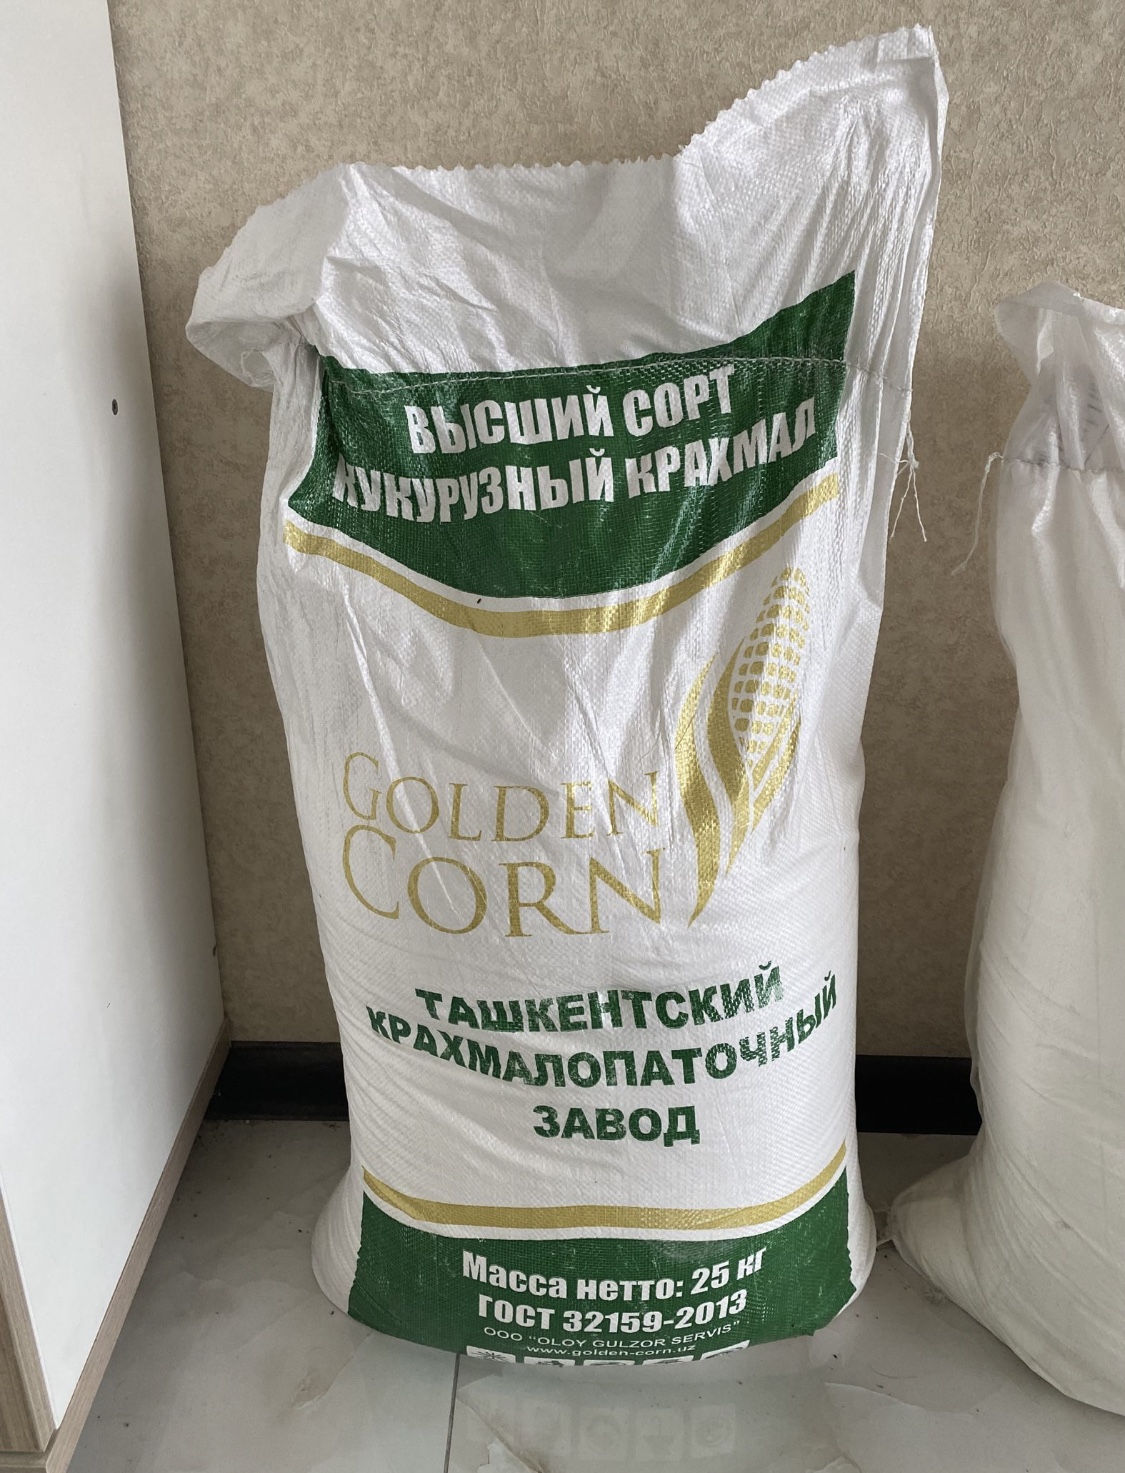 ВЫСШИЙ СОРТ
КУКУРУЗНЫЙ КРАХМАЛ
GOLDEN
CORN
ТАШКЕНТСКИЙ
КРАХМАЛОПАТОЧНЫЙ
ЗАВОД
Масса нетто: 25 кг
ГОСТ 32159-2013
ООО "OLOY GULZOR SERVIS"
www.golden-corn.uz